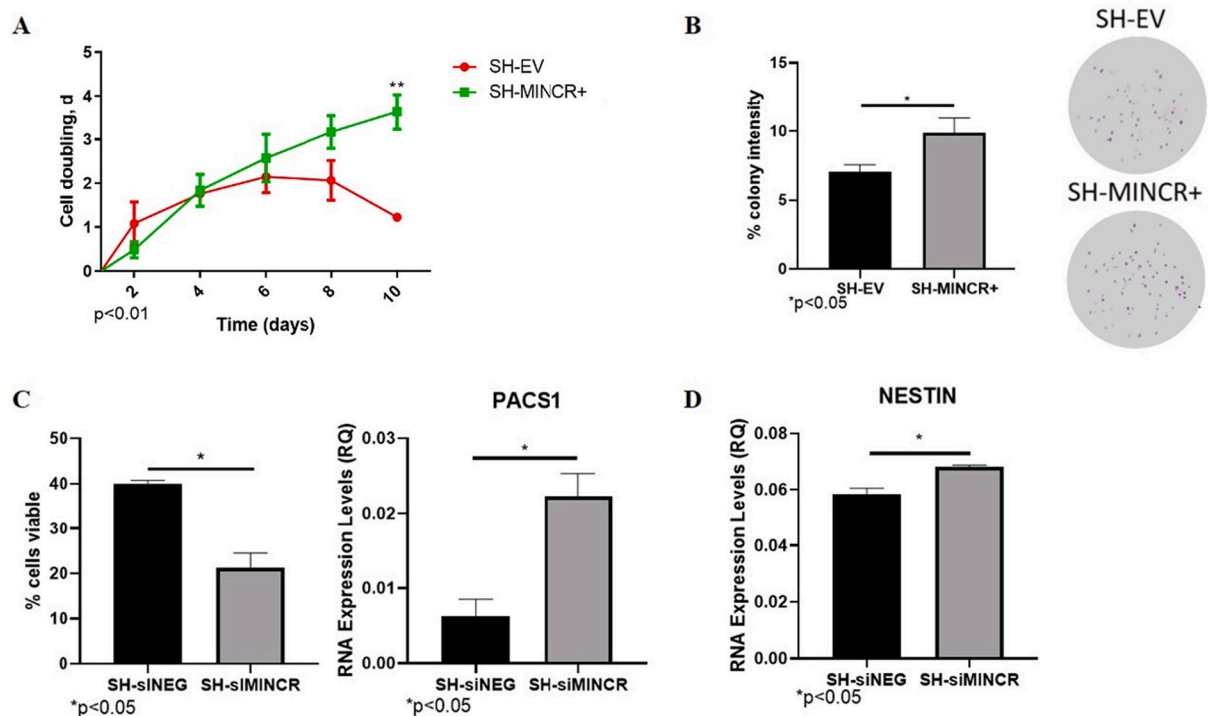 A
5
4
3
2
1
0
Cell doubling, d
**
SH-EV
SH-MINCR+
2
4
6
8
10
p<0.01
Time (days)
B
15
10
5
0
% colony intensity
*
SH-EV
SH-MINCR+
*p<0.05
SH-EV
SH-MINCR+
C
50
40
30
20
10
0
% cells viable
*
SH-siNEG
SH-siMINCR
*p<0.05
PACS1
0.03
0.02
0.01
0.00
RNA Expression Levels (RQ)
*
SH-siNEG
SH-siMINCR
*p<0.05
D
NESTIN
0.08
0.06
0.04
0.02
0.00
RNA Expression Levels (RQ)
*
SH-siNEG
SH-siMINCR
*p<0.05